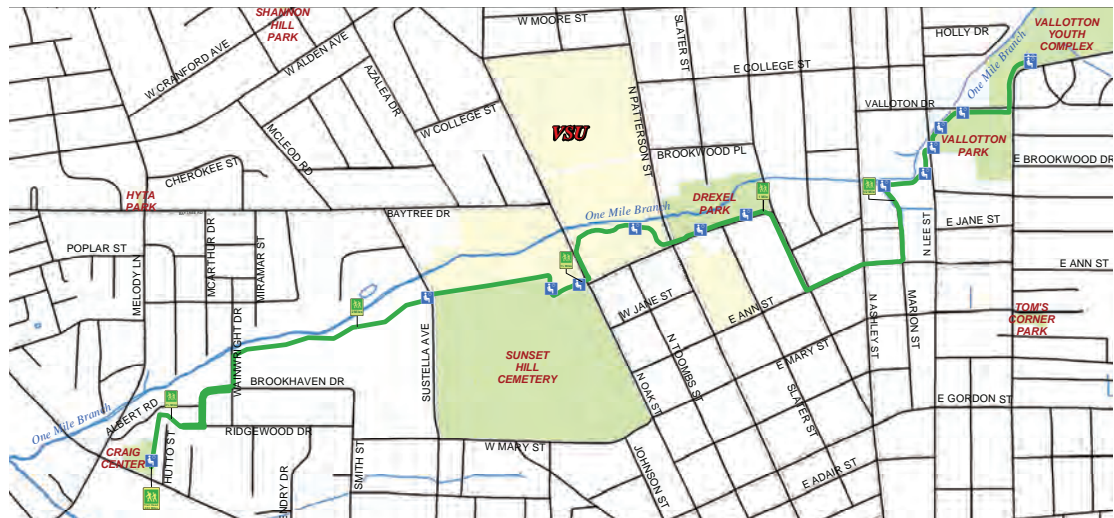 SHANNON
HILL
PARK
W MOORE ST
SLATER ST
HOLLY DR
VALLOTTON
YOUTH
COMPLEX
W CRANFORD AVE
W ALDEN AVE
AZALEA DR
E COLLEGE ST
One Mile Branch
N PATTERSON ST
VALLOTON DR
W COLLEGE ST
VSU
MCLEOD RD
VALLOTTON
PARK
BROOKWOOD PL
E BROOKWOOD DR
CHEROKEE ST
HYTA
PARK
DREXEL
PARK
BAYTREE DR
One Mile Branch
N LEE ST
E JANE ST
POPLAR ST
MELODY LN
MCARTHUR DR
MIRAMAR ST
E ANN ST
W JANE ST
E ANN ST
N ASHLEY ST
MARION ST
TOM'S
CORNER
PARK
WAINWRIGHT DR
SUSTELLA AVE
SUNSET
HILL
CEMETERY
N TOOMBS ST
E MARY ST
N OAK ST
SLATER ST
BROOKHAVEN DR
E GORDON ST
One Mile Branch
ALBERT RD
HUTTO ST
RIDGEWOOD DR
CRAIG
CENTER
SMITH ST
W MARY ST
JOHNSON ST
E ADAIR ST
ENDRY DR